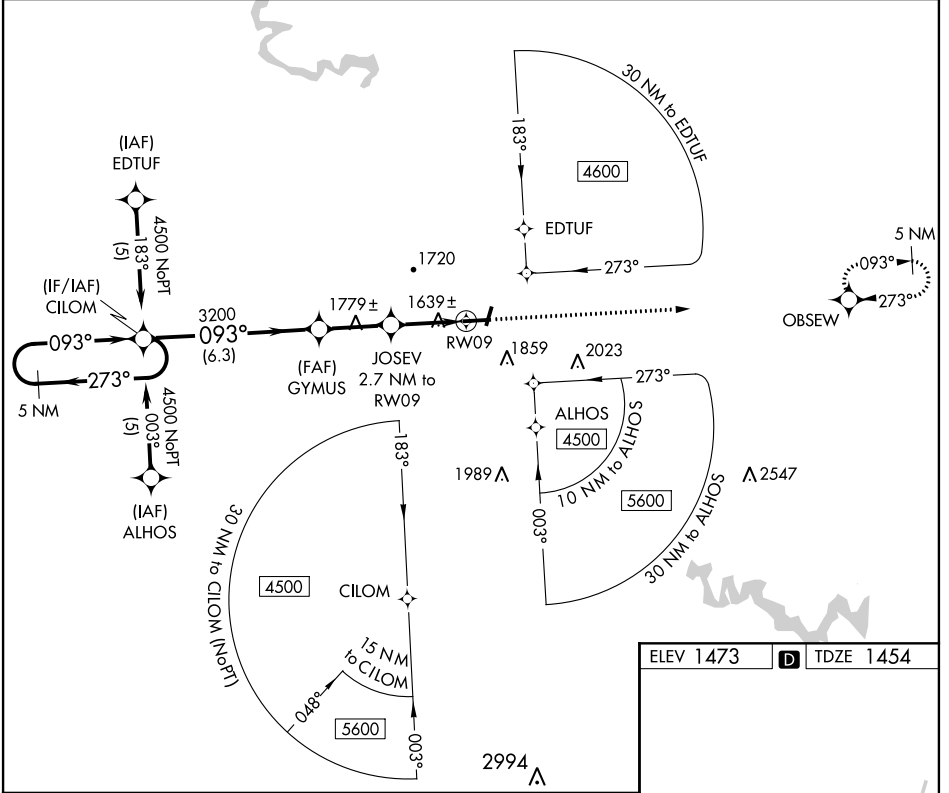 (IAF)
EDTUF
4500 NoPT
183°
(5)
(IF/IAF)
CILOM
093°
273°
5 NM
3200
093°
(6.3)
4500 NoPT
003°
(5)
(IAF)
ALHOS
(FAF)
GYMUS
JOSEV
2.7 NM to
RW09
RW09
1720
1779±
1639±
1859
2023
1989
2547
2994
30 NM to EDTUF
183°
4600
EDTUF
273°
5 NM
093°
273°
OBSEW
273°
ALHOS
4500
10 NM to ALHOS
5600
30 NM to ALHOS
003°
183°
30 NM to CILOM (NoPT)
4500
CILOM
15 NM
to CILOM
048°
5600
003°
ELEV 1473 D TDZE 1454